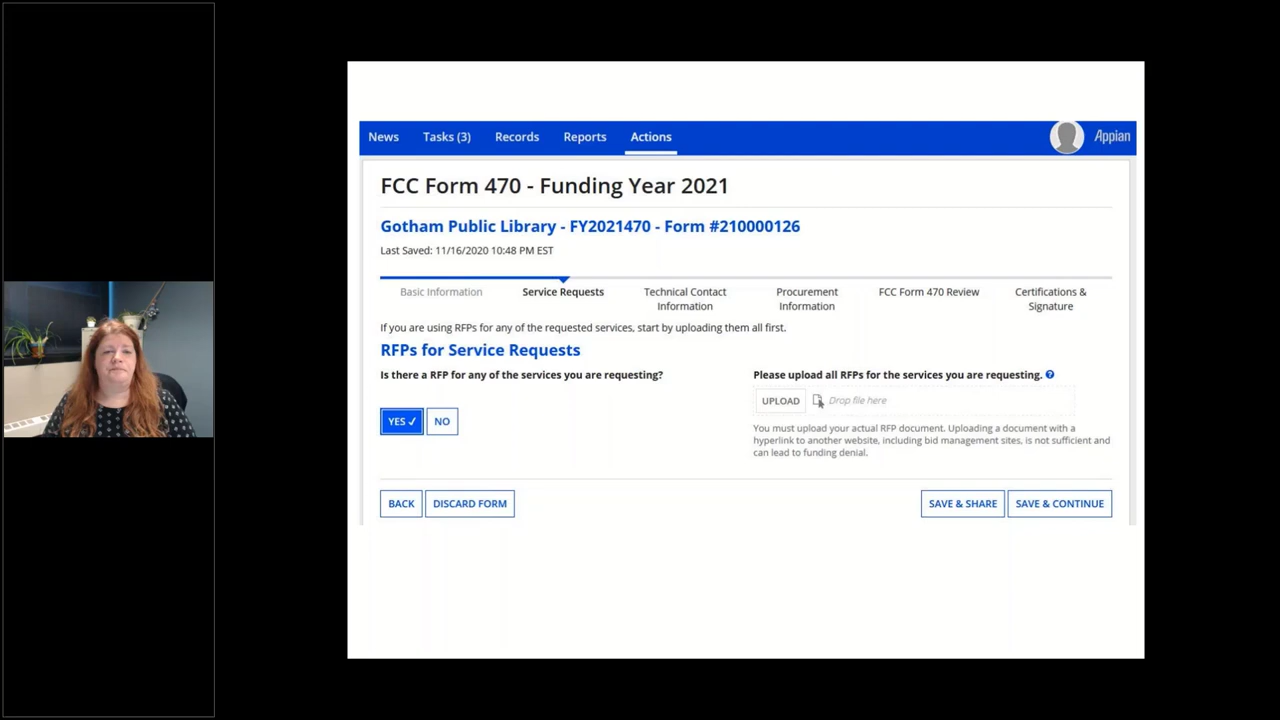 News Tasks (3) Records Reports Actions Appian
FCC Form 470 - Funding Year 2021
Gotham Public Library - FY2021470 - Form #210000126
Last Saved: 11/16/2020 10:48 PM EST
Basic Information Service Requests Technical Contact Information Procurement Information FCC Form 470 Review Certifications & Signature
If you are using RFPs for any of the requested services, start by uploading them all first.
RFPs for Service Requests
Is there a RFP for any of the services you are requesting?
YES ✓ NO
Please upload all RFPs for the services you are requesting. ?
UPLOAD Drop file here
You must upload your actual RFP document. Uploading a document with a
hyperlink to another website, including bid management sites, is not sufficient and
can lead to funding denial.
BACK DISCARD FORM SAVE & SHARE SAVE & CONTINUE